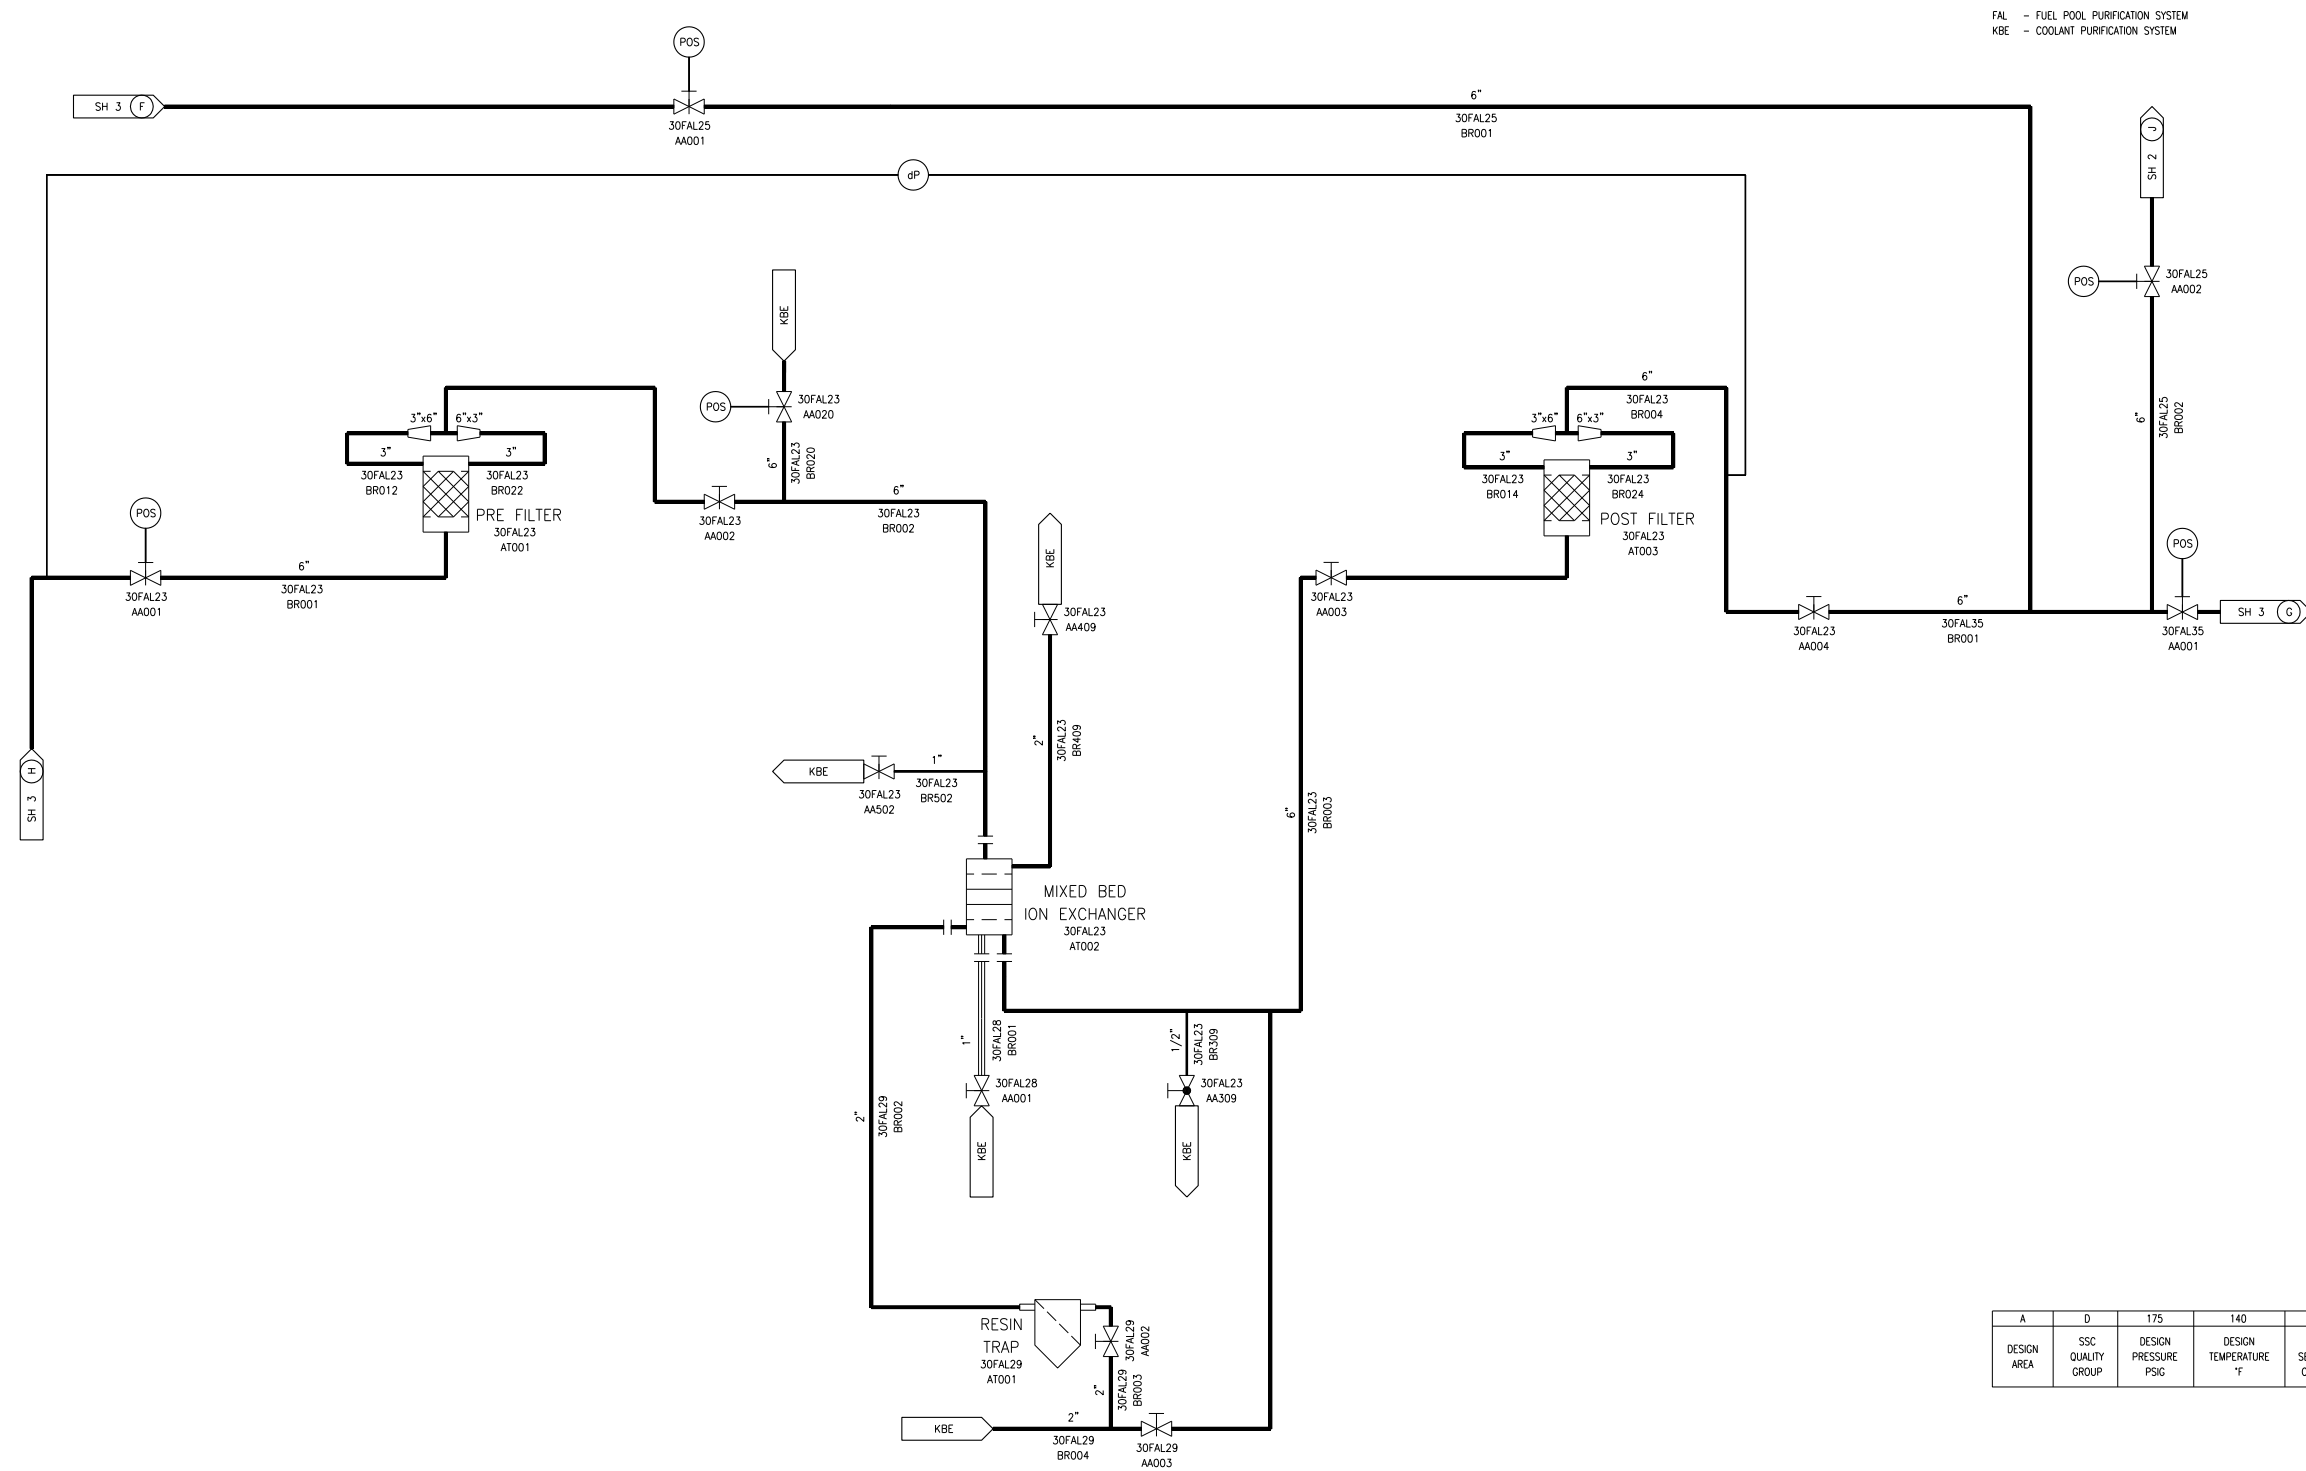 FAL – FUEL POOL PURIFICATION SYSTEM
KBE – COOLANT PURIFICATION SYSTEM
POS
SH 3 F
30FAL25
AA001
6"
30FAL25
BR001
SH 2 J
dP
POS
30FAL25
AA002
6"
30FAL25
BR002
KBE
POS
30FAL23
AA020
6"
30FAL23
BR020
3"x6"
6"x3"
3"
3"
30FAL23
BR012
30FAL23
BR022
PRE FILTER
30FAL23
AT001
POS
30FAL23
AA001
6"
30FAL23
BR001
SH 3 H
30FAL23
AA002
6"
30FAL23
BR002
KBE
30FAL23
AA409
2"
30FAL23
BR409
6"
30FAL23
BR004
3"x6"
6"x3"
3"
3"
30FAL23
BR014
30FAL23
BR024
POST FILTER
30FAL23
AT003
30FAL23
AA003
30FAL23
AA004
6"
30FAL35
BR001
POS
30FAL35
AA001
SH 3 G
KBE
30FAL23
AA502
1"
30FAL23
BR502
6"
30FAL23
BR003
MIXED BED
ION EXCHANGER
30FAL23
AT002
1"
30FAL28
BR001
30FAL28
AA001
KBE
1/2"
30FAL23
BR309
30FAL23
AA309
KBE
2"
30FAL29
BR002
RESIN
TRAP
30FAL29
AT001
30FAL29
AA002
2"
30FAL29
BR003
KBE
2"
30FAL29
BR004
30FAL29
AA003
A D 175 140
DESIGN
AREA
SSC
QUALITY
GROUP
DESIGN
PRESSURE
PSIG
DESIGN
TEMPERATURE
°F